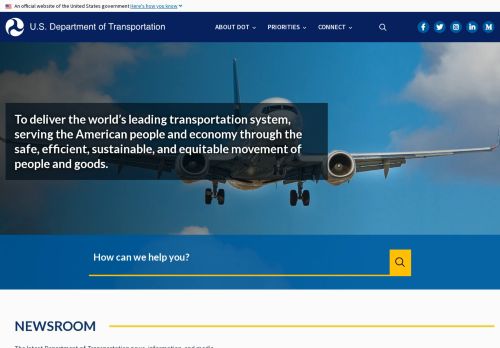 An official website of the United States government Here's how you know
U.S. Department of Transportation
ABOUT DOT
PRIORITIES
CONNECT
To deliver the world's leading transportation system,
serving the American people and economy through the
safe, efficient, sustainable, and equitable movement of
people and goods.
How can we help you?
NEWSROOM
The latest Department of Transportation news, information, and media